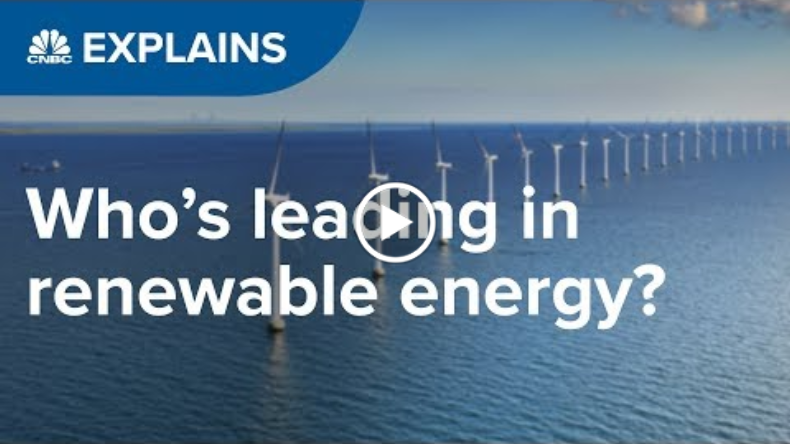 CNBC EXPLAINS
Who's leading in
renewable energy?